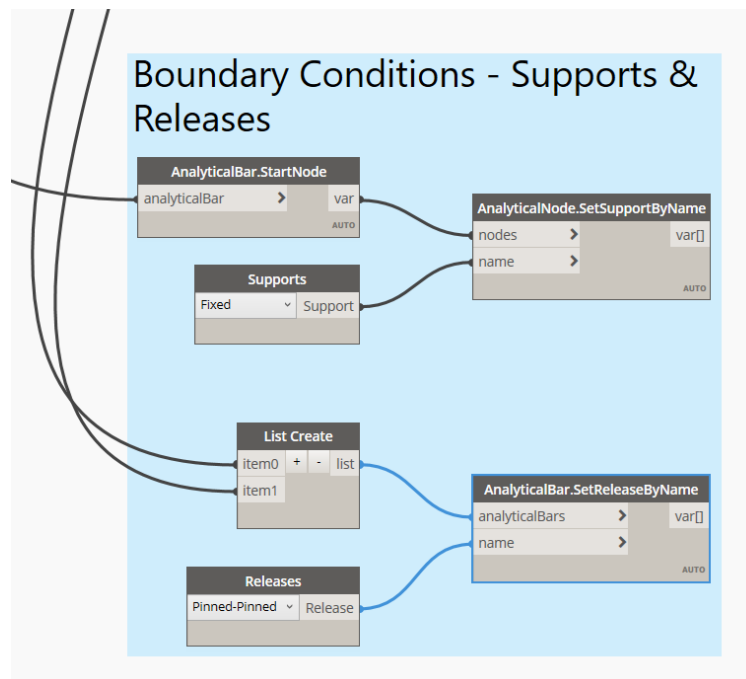 Boundary Conditions - Supports &
Releases
AnalyticalBar.StartNode
analyticalBar > var
AUTO
AnalyticalNode.SetSupportByName
nodes > var[]
name >
AUTO
Supports
Fixed Support
List Create
item0 + - list
item1
AnalyticalBar.SetReleaseByName
analyticalBars > var[]
name >
AUTO
Releases
Pinned-Pinned Release